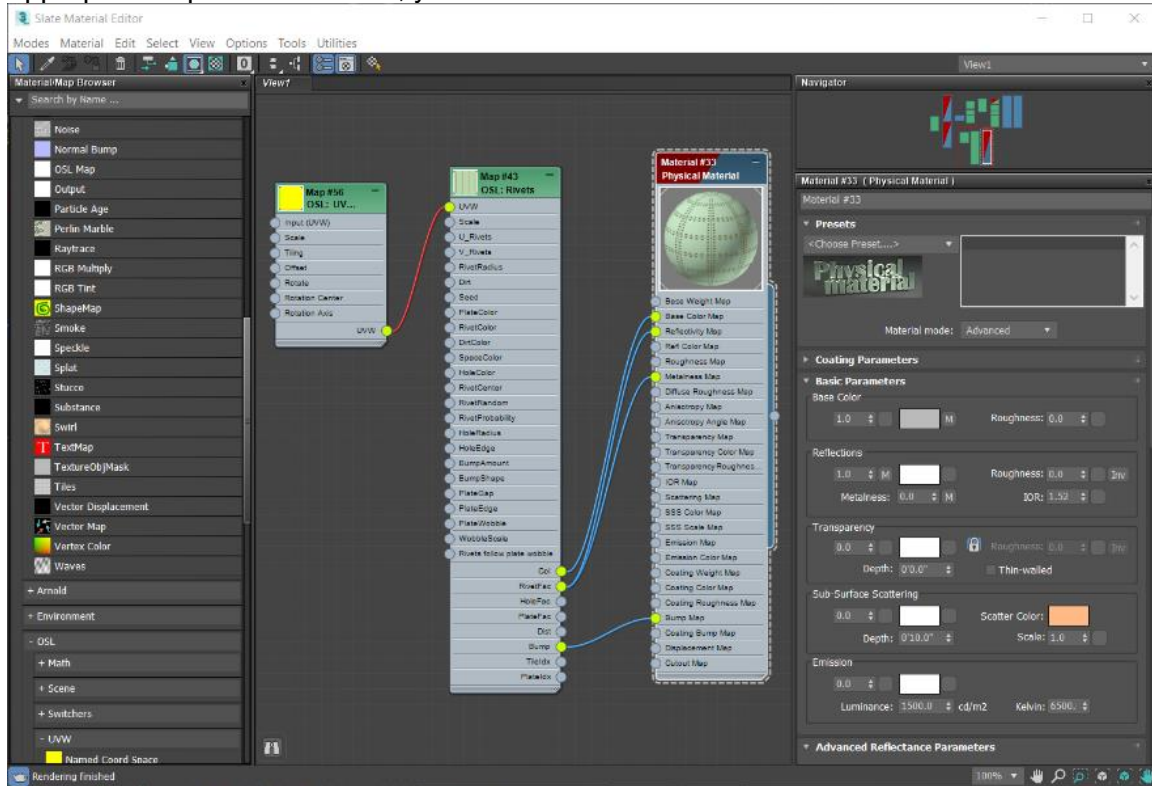 Slate Material Editor
Modes Material Edit Select View Options Tools Utilities
0
View1
Material/Map Browser
Search by Name ...
Noise
Normal Bump
OSL Map
Output
Particle Age
Perlin Marble
Raytrace
RGB Multiply
RGB Tint
ShapeMap
Smoke
Speckle
Splat
Stucco
Substance
Swirl
TextMap
TextureObjMask
Tiles
Vector Displacement
Vector Map
Vertex Color
Waves
+ Arnold
+ Environment
- OSL
+ Math
+ Scene
+ Switchers
- UVW
Named Coord Space
Rendering finished
View1
Map #56
OSL: UV...
Input (UVW)
Scale
Tiling
Offset
Rotate
Rotation Center
Rotation Axis
UVW
Map #43
OSL: Rivets
UVW
Scale
U_Rivets
V_Rivets
RivetRadius
Dirt
Seed
PlateColor
RivetColor
DirtColor
SpaceColor
HoleColor
RivetCenter
RivetRandom
RivetProbability
HoleRadius
HoleEdge
BumpAmount
BumpShape
PlateGap
PlateEdge
PlateWobble
WobbleScale
Rivets follow plate wobble
Col
RivetFac
HoleFac
PlateFac
Dist
Bump
TileIdx
PlateIdx
Material #33
Physical Material
Base Weight Map
Base Color Map
Reflectivity Map
Refl Color Map
Roughness Map
Metalness Map
Diffuse Roughness Map
Anisotropy Map
Anisotropy Angle Map
Transparency Map
Transparency Color Map
Transparency Roughnes...
IOR Map
Scattering Map
SSS Color Map
SSS Scale Map
Emission Map
Emission Color Map
Coating Weight Map
Coating Color Map
Coating Roughness Map
Bump Map
Coating Bump Map
Displacement Map
Cutout Map
Navigator
Material #33 ( Physical Material )
Material #33
Presets
<Choose Preset....>
Physical material
Material mode: Advanced
Coating Parameters
Basic Parameters
Base Color
1.0 M Roughness: 0.0
Reflections
1.0 M Roughness: 0.0 Inv
Metalness: 0.0 M IOR: 1.52
Transparency
0.0 Roughness: 0.0 Inv
Depth: 0'0.0" Thin-walled
Sub-Surface Scattering
0.0 Scatter Color:
Depth: 0'10.0" Scale: 1.0
Emission
0.0
Luminance: 1500.0 cd/m2 Kelvin: 6500.
Advanced Reflectance Parameters
100%